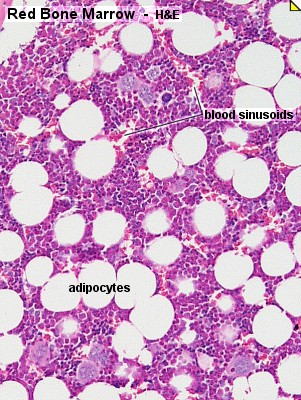 Red Bone Marrow - H&E
blood sinusoids
adipocytes